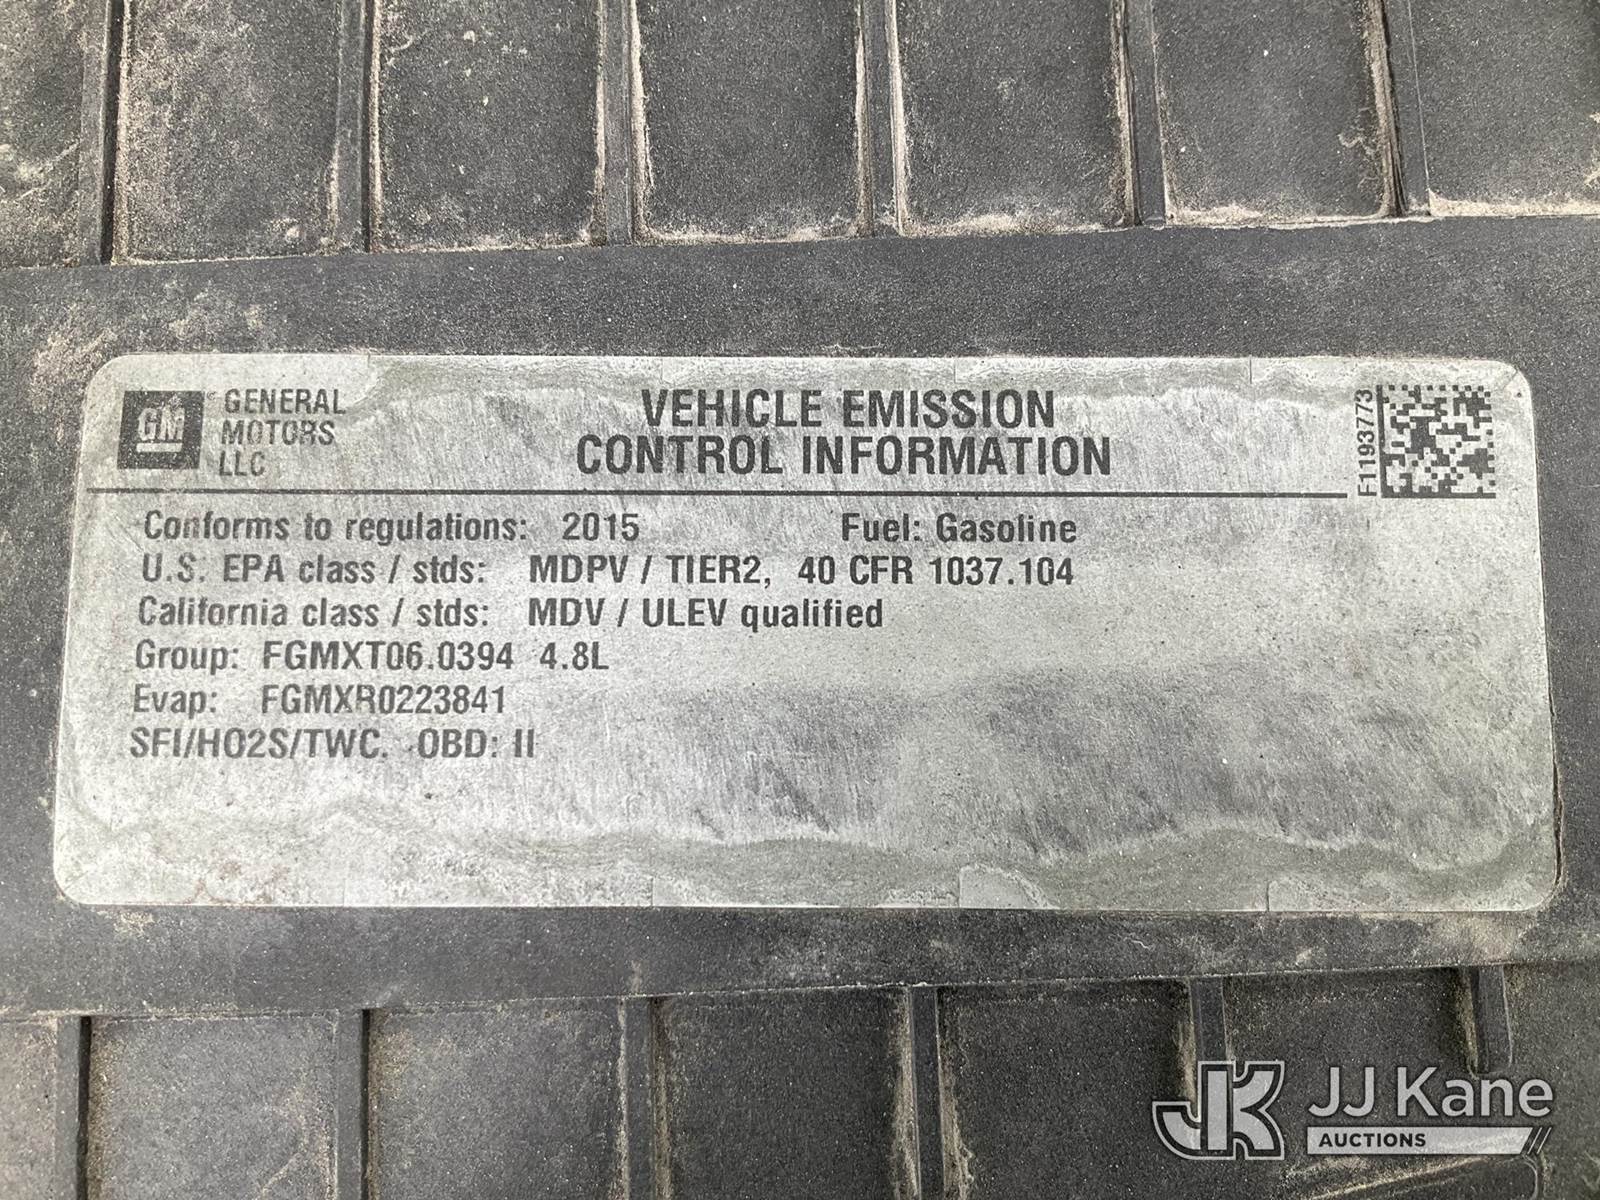 GM
GENERAL
MOTORS
LLC
VEHICLE EMISSION
CONTROL INFORMATION
F1193773
Conforms to regulations: 2015 Fuel: Gasoline
U.S. EPA class / stds: MDPV / TIER2, 40 CFR 1037.104
California class / stds: MDV / ULEV qualified
Group: FGMXT06.0394 4.8L
Evap: FGMXR0223841
SFI/HO2S/TWC. OBD: II
JK JJ Kane
AUCTIONS